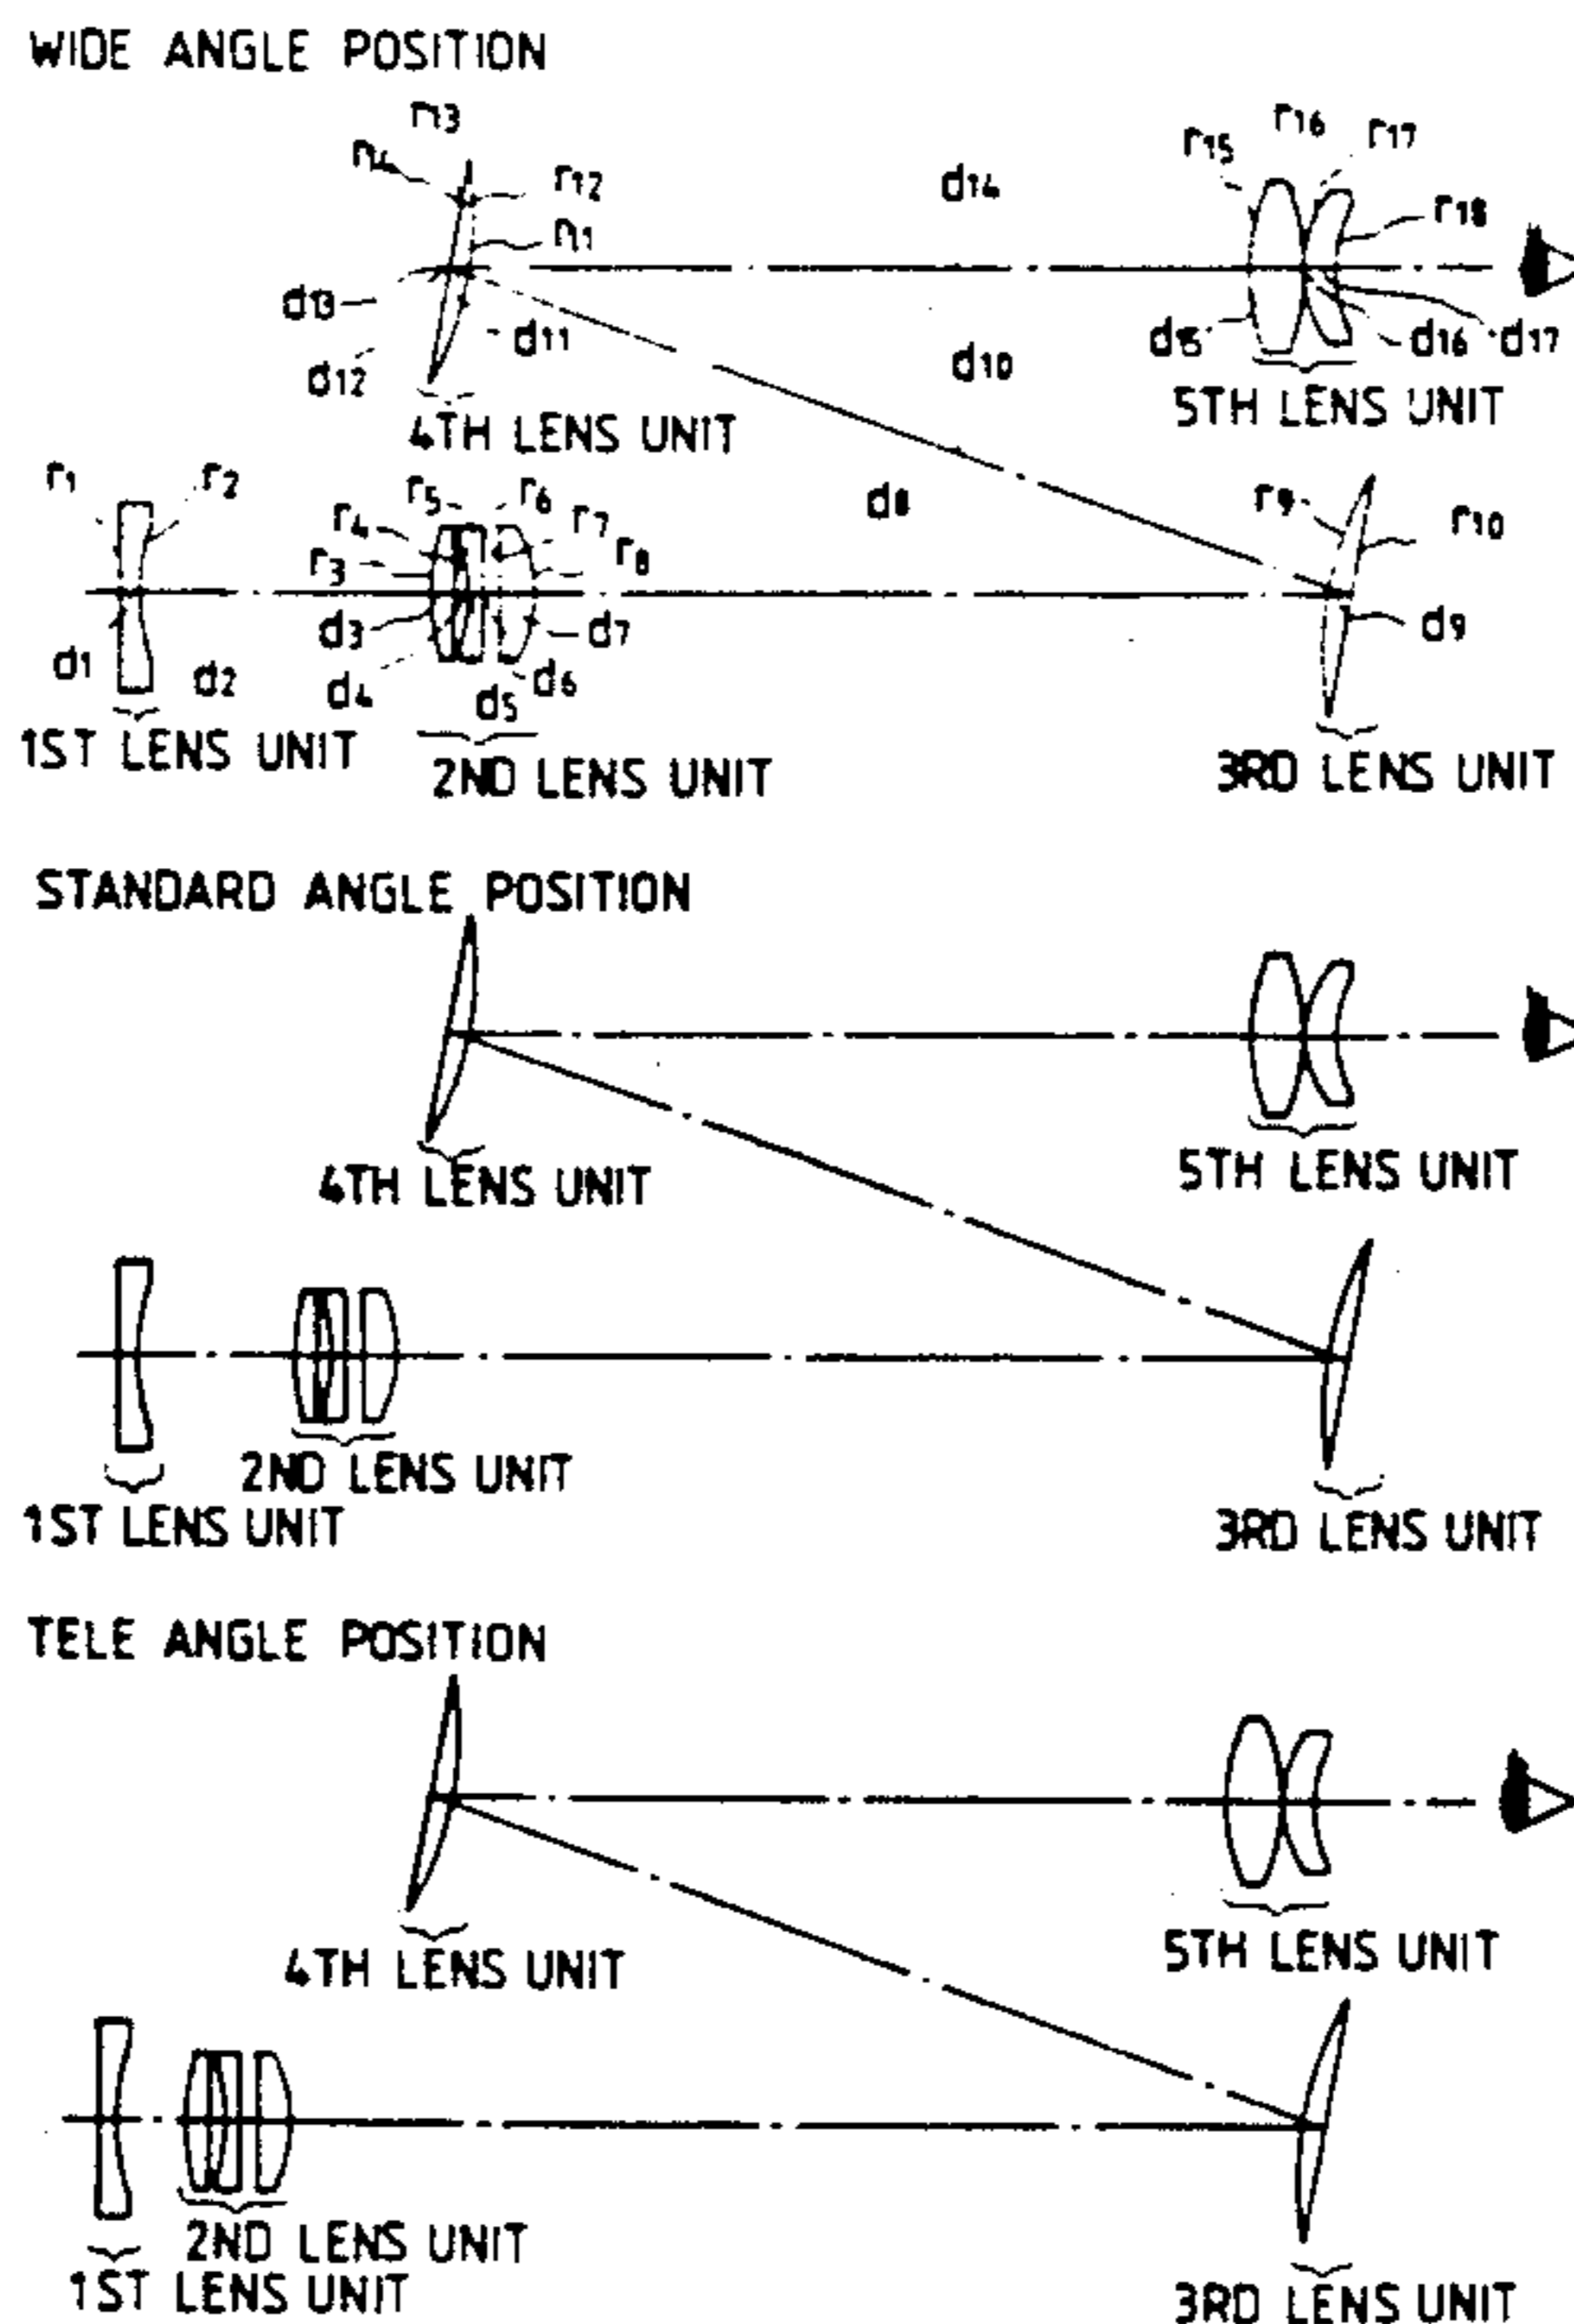 WIDE ANGLE POSITION
r13
r14
r12
r11
d14
r15
r16
r17
r18
d13
d12
d11
d10
d15
d16
d17
4TH LENS UNIT
5TH LENS UNIT
r1
r2
r3
r4
r5
r6
r7
r8
d8
r9
r10
d1
d2
d3
d4
d5
d6
d7
d9
1ST LENS UNIT
2ND LENS UNIT
3RD LENS UNIT
STANDARD ANGLE POSITION
4TH LENS UNIT
5TH LENS UNIT
2ND LENS UNIT
1ST LENS UNIT
3RD LENS UNIT
TELE ANGLE POSITION
4TH LENS UNIT
5TH LENS UNIT
2ND LENS UNIT
1ST LENS UNIT
3RD LENS UNIT